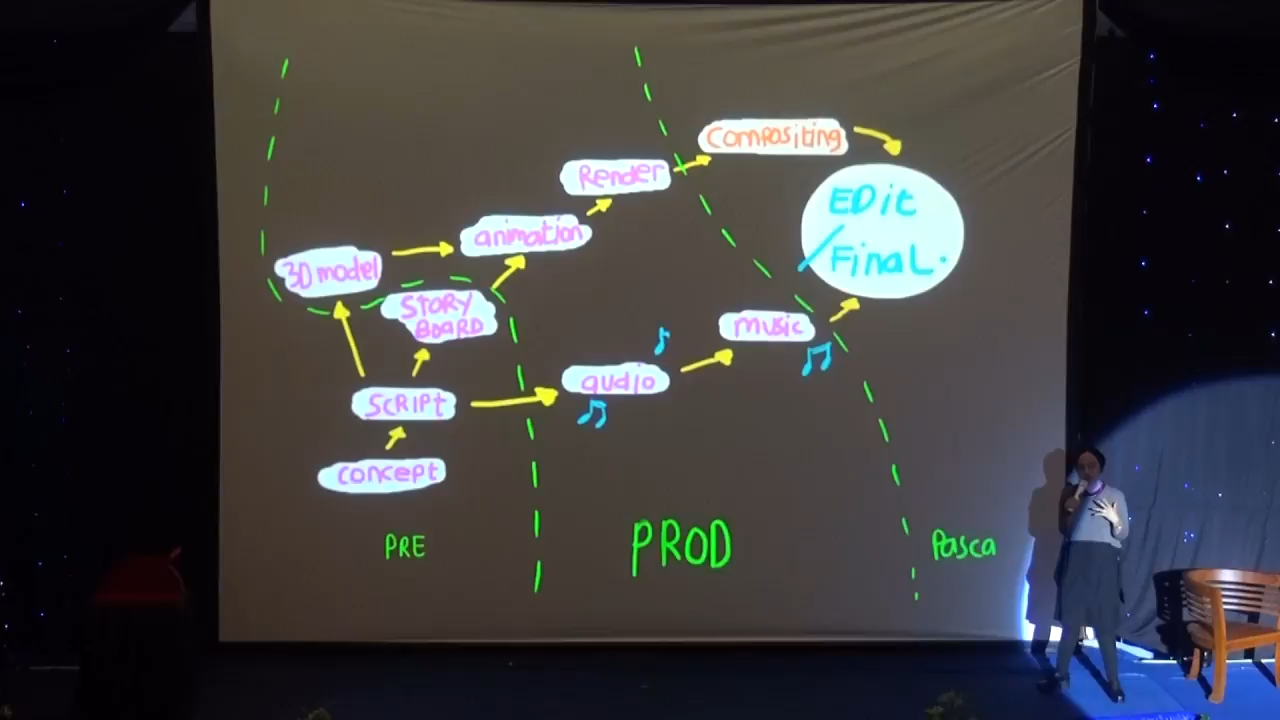 Compositing
Render
EDit
/Final.
animation
3D model
STORY
BOARD
music
audio
SCRIPt
concept
PRE
PROD
Pasca